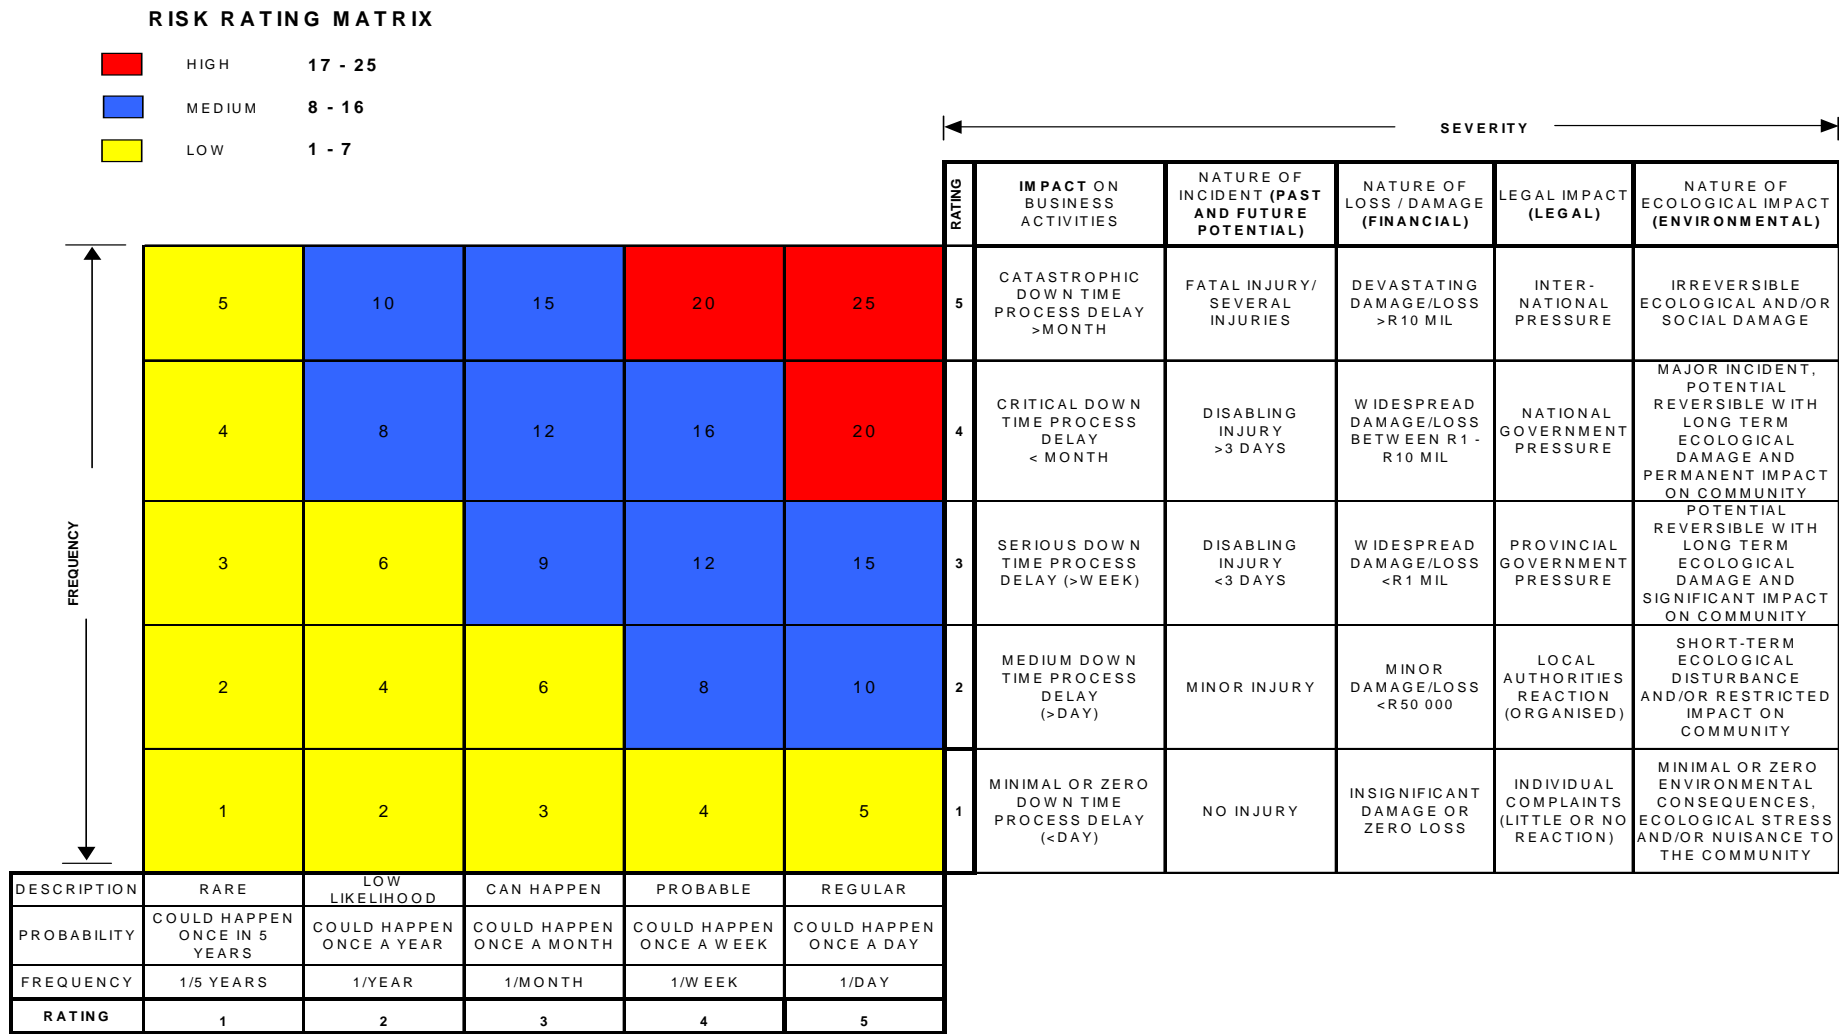 RISK RATING MATRIX
HIGH 17 - 25
MEDIUM 8 - 16
LOW 1 - 7
SEVERITY
RATING
IMPACT ON
BUSINESS
ACTIVITIES
NATURE OF
INCIDENT (PAST
AND FUTURE
POTENTIAL)
NATURE OF
LOSS / DAMAGE
(FINANCIAL)
LEGAL IMPACT
(LEGAL)
NATURE OF
ECOLOGICAL IMPACT
(ENVIRONMENTAL)
FREQUENCY
5 10 15 20 25
5
CATASTROPHIC
DOWN TIME
PROCESS DELAY
>MONTH
FATAL INJURY/
SEVERAL
INJURIES
DEVASTATING
DAMAGE/LOSS
>R10 MIL
INTER-
NATIONAL
PRESSURE
IRREVERSIBLE
ECOLOGICAL AND/OR
SOCIAL DAMAGE
4 8 12 16 20
4
CRITICAL DOWN
TIME PROCESS
DELAY
< MONTH
DISABLING
INJURY
>3 DAYS
WIDESPREAD
DAMAGE/LOSS
BETWEEN R1 -
R10 MIL
NATIONAL
GOVERNMENT
PRESSURE
MAJOR INCIDENT,
POTENTIAL
REVERSIBLE WITH
LONG TERM
ECOLOGICAL
DAMAGE AND
PERMANENT IMPACT
ON COMMUNITY
3 6 9 12 15
3
SERIOUS DOWN
TIME PROCESS
DELAY (>WEEK)
DISABLING
INJURY
<3 DAYS
WIDESPREAD
DAMAGE/LOSS
<R1 MIL
PROVINCIAL
GOVERNMENT
PRESSURE
POTENTIAL
REVERSIBLE WITH
LONG TERM
ECOLOGICAL
DAMAGE AND
SIGNIFICANT IMPACT
ON COMMUNITY
2 4 6 8 10
2
MEDIUM DOWN
TIME PROCESS
DELAY
(>DAY)
MINOR INJURY
MINOR
DAMAGE/LOSS
<R50 000
LOCAL
AUTHORITIES
REACTION
(ORGANISED)
SHORT-TERM
ECOLOGICAL
DISTURBANCE
AND/OR RESTRICTED
IMPACT ON
COMMUNITY
1 2 3 4 5
1
MINIMAL OR ZERO
DOWN TIME
PROCESS DELAY
(<DAY)
NO INJURY
INSIGNIFICANT
DAMAGE OR
ZERO LOSS
INDIVIDUAL
COMPLAINTS
(LITTLE OR NO
REACTION)
MINIMAL OR ZERO
ENVIRONMENTAL
CONSEQUENCES,
ECOLOGICAL STRESS
AND/OR NUISANCE TO
THE COMMUNITY
DESCRIPTION
RARE
LOW
LIKELIHOOD
CAN HAPPEN
PROBABLE
REGULAR
PROBABILITY
COULD HAPPEN
ONCE IN 5
YEARS
COULD HAPPEN
ONCE A YEAR
COULD HAPPEN
ONCE A MONTH
COULD HAPPEN
ONCE A WEEK
COULD HAPPEN
ONCE A DAY
FREQUENCY 1/5 YEARS 1/YEAR 1/MONTH 1/WEEK 1/DAY
RATING 1 2 3 4 5